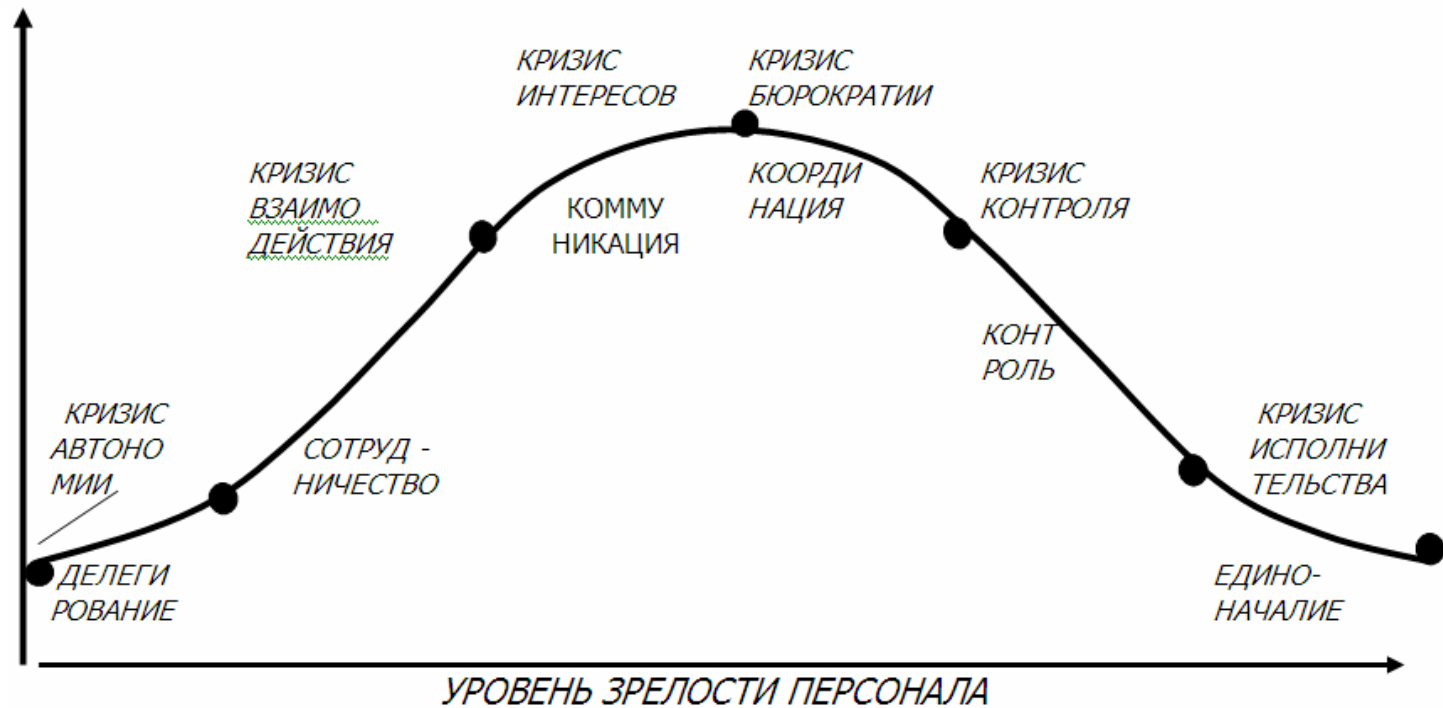 КРИЗИС
ИНТЕРЕСОВ
КРИЗИС
БЮРОКРАТИИ
КРИЗИС
ВЗАИМО
ДЕЙСТВИЯ
КОММУ
НИКАЦИЯ
КООРДИ
НАЦИЯ
КРИЗИС
КОНТРОЛЯ
КОНТ
РОЛЬ
КРИЗИС
АВТОНО
МИИ
СОТРУД -
НИЧЕСТВО
КРИЗИС
ИСПОЛНИ
ТЕЛЬСТВА
ДЕЛЕГИ
РОВАНИЕ
ЕДИНО-
НАЧАЛИЕ
УРОВЕНЬ ЗРЕЛОСТИ ПЕРСОНАЛА